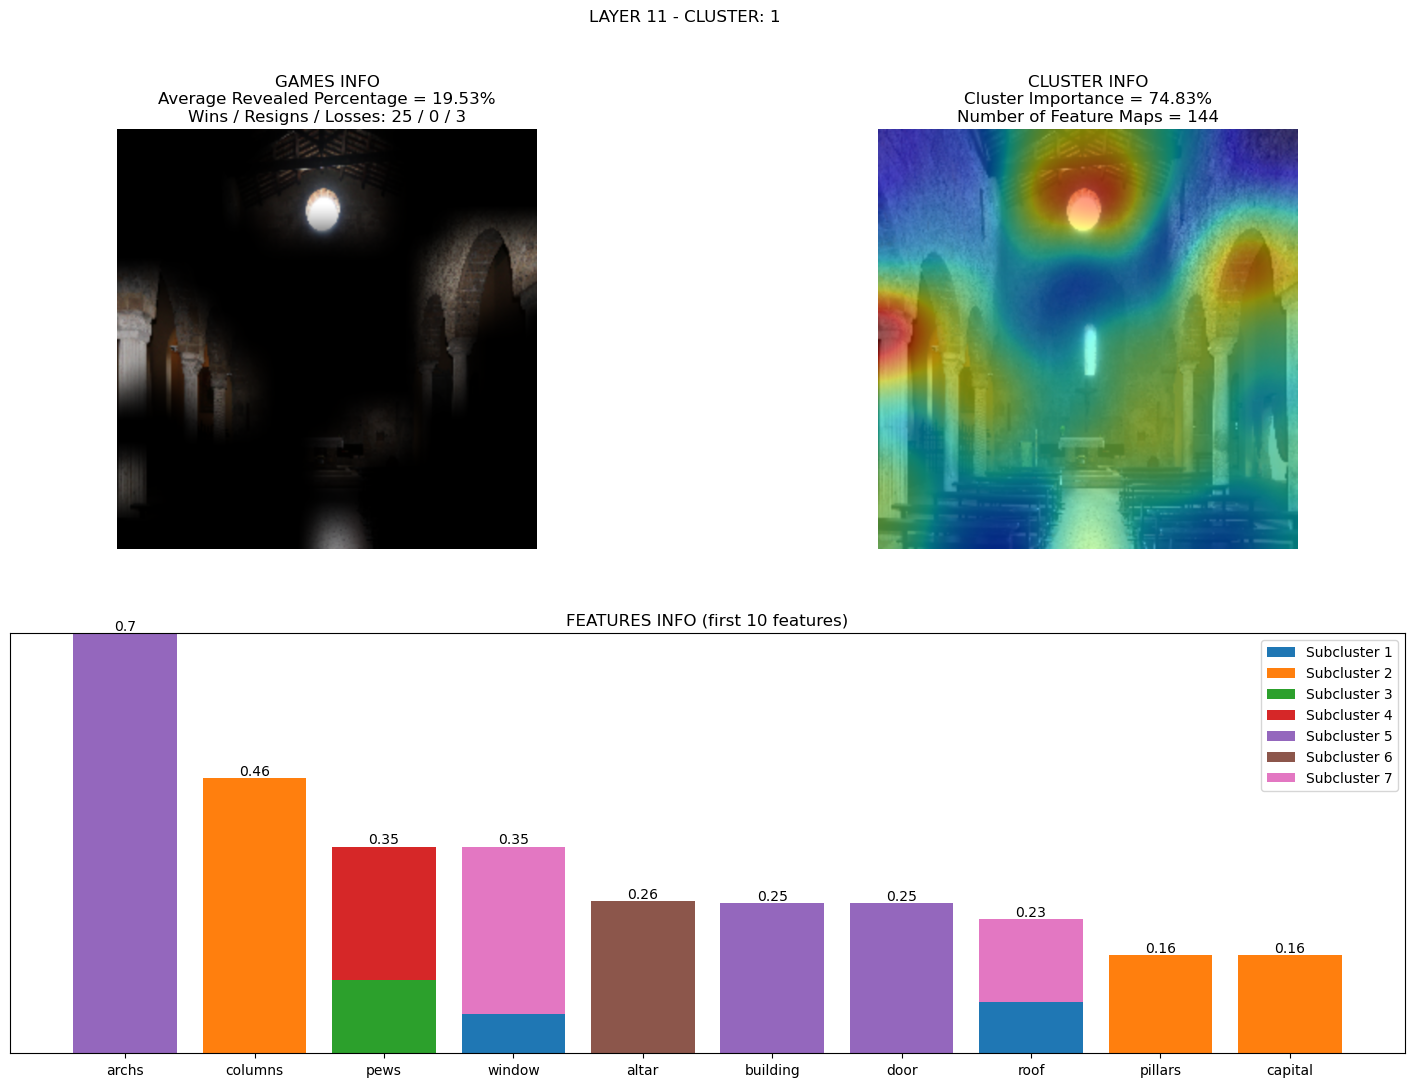 LAYER 11 - CLUSTER: 1
GAMES INFO
Average Revealed Percentage = 19.53%
Wins / Resigns / Losses: 25 / 0 / 3
CLUSTER INFO
Cluster Importance = 74.83%
Number of Feature Maps = 144
FEATURES INFO (first 10 features)
0.7
0.46
0.35
0.35
0.26
0.25
0.25
0.23
0.16
0.16
Subcluster 1
Subcluster 2
Subcluster 3
Subcluster 4
Subcluster 5
Subcluster 6
Subcluster 7
archs
columns
pews
window
altar
building
door
roof
pillars
capital